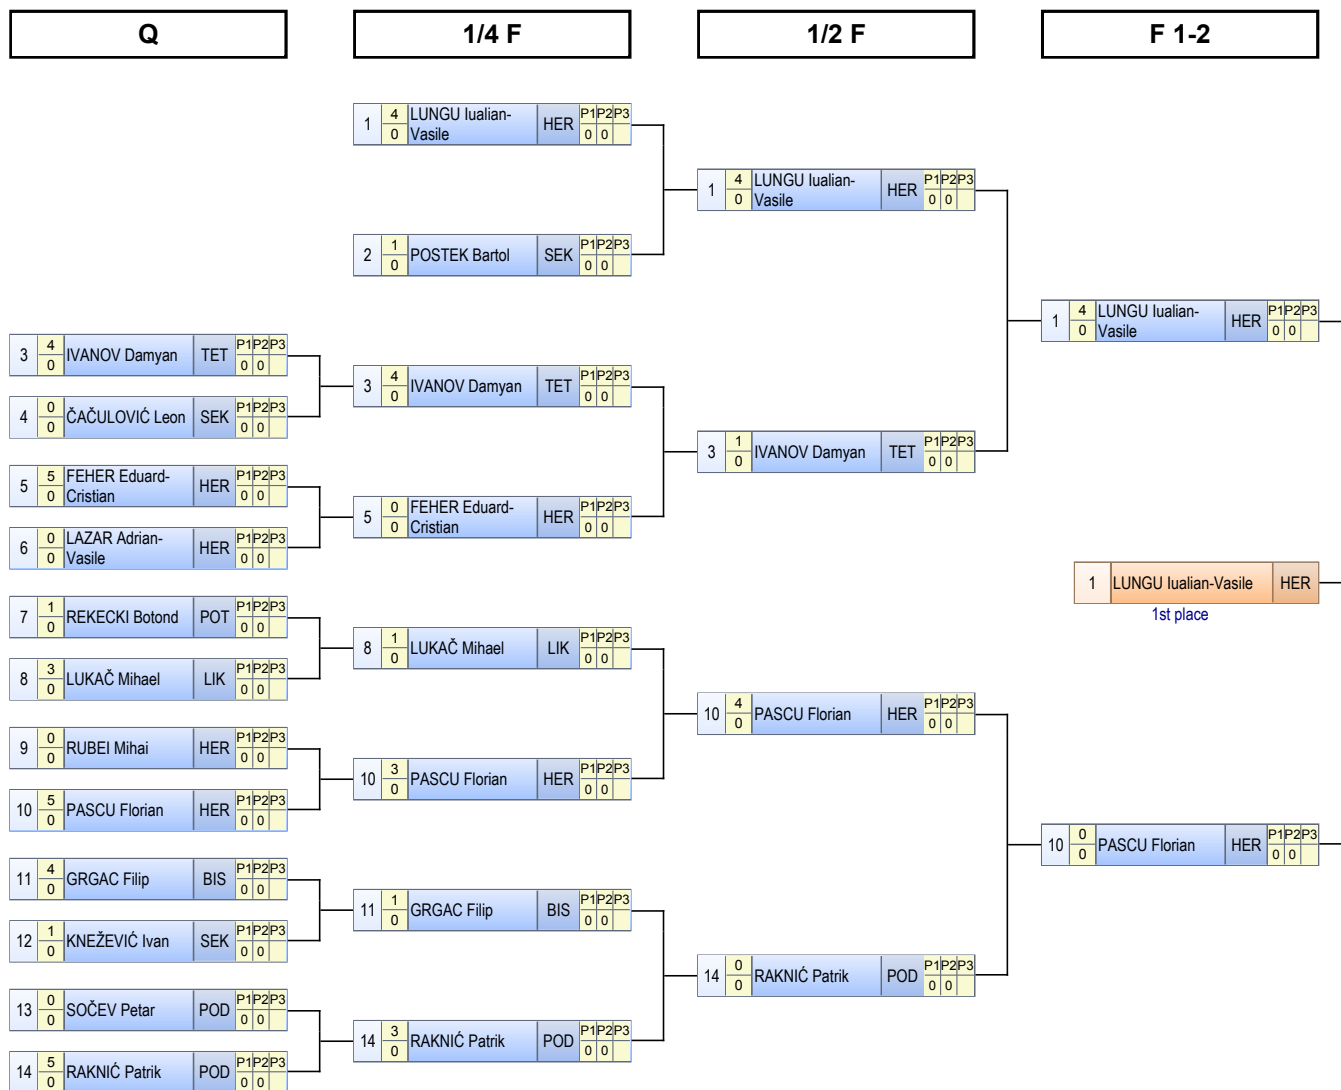 Q
1/4 F
1/2 F
F 1-2
1 4 0 LUNGU Iualian-Vasile HER P1 P2 P3 0 0
2 1 0 POSTEK Bartol SEK P1 P2 P3 0 0
1 4 0 LUNGU Iualian-Vasile HER P1 P2 P3 0 0
1 4 0 LUNGU Iualian-Vasile HER P1 P2 P3 0 0
3 4 0 IVANOV Damyan TET P1 P2 P3 0 0
4 0 0 ČAČULOVIĆ Leon SEK P1 P2 P3 0 0
3 4 0 IVANOV Damyan TET P1 P2 P3 0 0
3 1 0 IVANOV Damyan TET P1 P2 P3 0 0
5 5 0 FEHER Eduard-Cristian HER P1 P2 P3 0 0
6 0 0 LAZAR Adrian-Vasile HER P1 P2 P3 0 0
5 0 0 FEHER Eduard-Cristian HER P1 P2 P3 0 0
1 LUNGU Iualian-Vasile HER
1st place
7 1 0 REKECKI Botond POT P1 P2 P3 0 0
8 3 0 LUKAČ Mihael LIK P1 P2 P3 0 0
8 1 0 LUKAČ Mihael LIK P1 P2 P3 0 0
10 4 0 PASCU Florian HER P1 P2 P3 0 0
9 0 0 RUBEI Mihai HER P1 P2 P3 0 0
10 5 0 PASCU Florian HER P1 P2 P3 0 0
10 3 0 PASCU Florian HER P1 P2 P3 0 0
10 0 0 PASCU Florian HER P1 P2 P3 0 0
11 4 0 GRGAC Filip BIS P1 P2 P3 0 0
12 1 0 KNEŽEVIĆ Ivan SEK P1 P2 P3 0 0
11 1 0 GRGAC Filip BIS P1 P2 P3 0 0
14 0 0 RAKNIĆ Patrik POD P1 P2 P3 0 0
13 0 0 SOČEV Petar POD P1 P2 P3 0 0
14 5 0 RAKNIĆ Patrik POD P1 P2 P3 0 0
14 3 0 RAKNIĆ Patrik POD P1 P2 P3 0 0